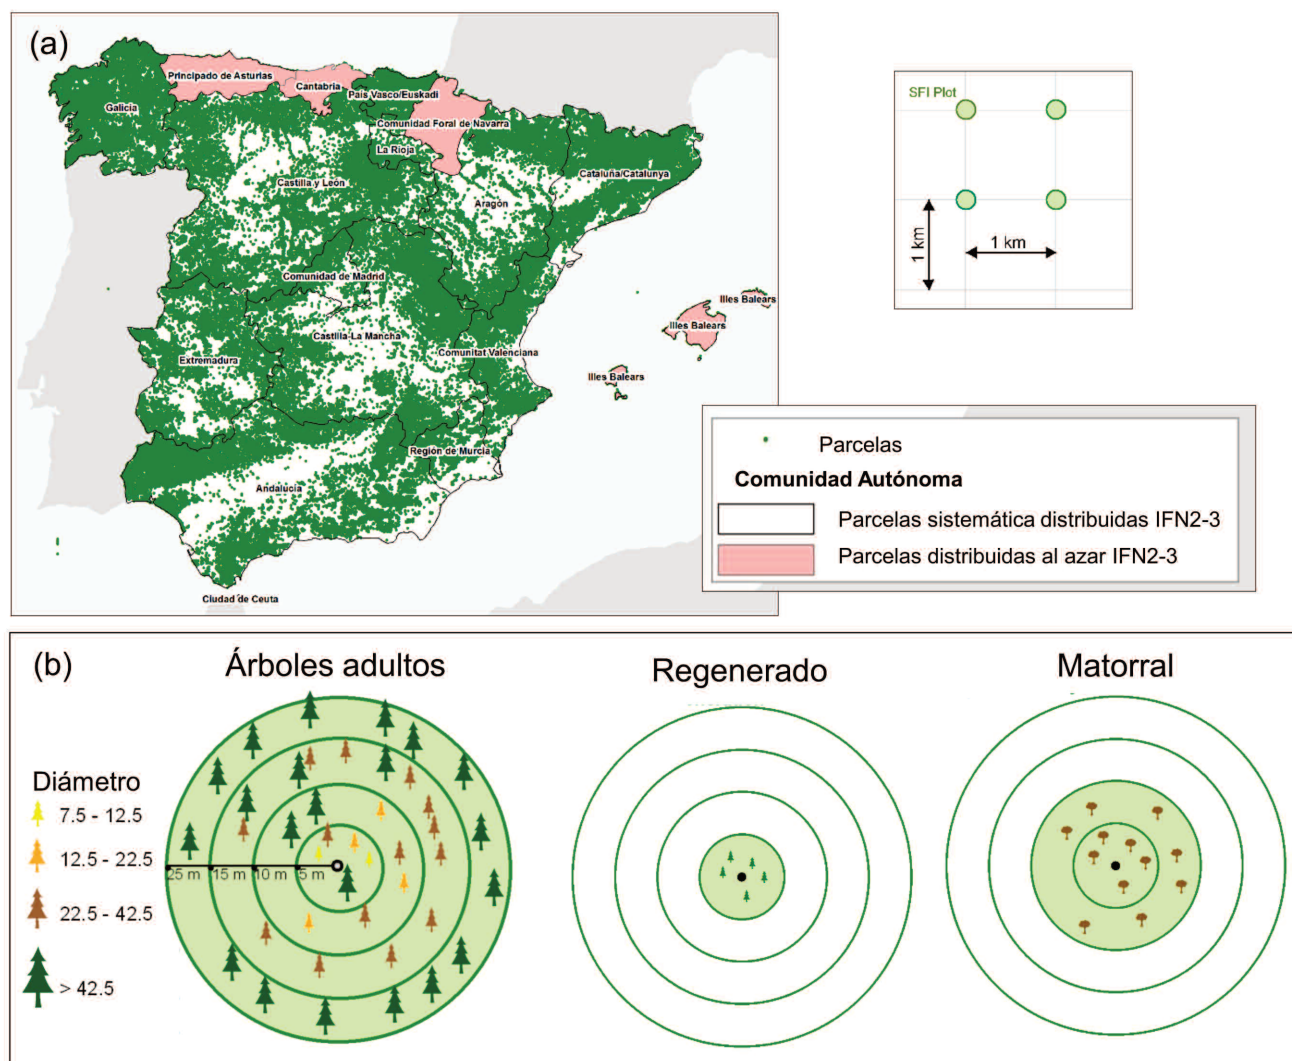 (a)
Principado de Asturias
Cantabria
País Vasco/Euskadi
Galicia
Comunidad Foral de Navarra
La Rioja
Cataluña/Catalunya
Castilla y León
Aragón
Comunidad de Madrid
Illes Balears
Illes Balears
Castilla-La Mancha
Extremadura
Comunitat Valenciana
Illes Balears
Región de Murcia
Andalucía
Ciudad de Ceuta
SFI Plot
1 km
1 km
Parcelas
Comunidad Autónoma
Parcelas sistemática distribuidas IFN2-3
Parcelas distribuidas al azar IFN2-3
(b)
Árboles adultos
Regenerado
Matorral
Diámetro
7.5 - 12.5
12.5 - 22.5
22.5 - 42.5
> 42.5
25 m
15 m
10 m
5 m